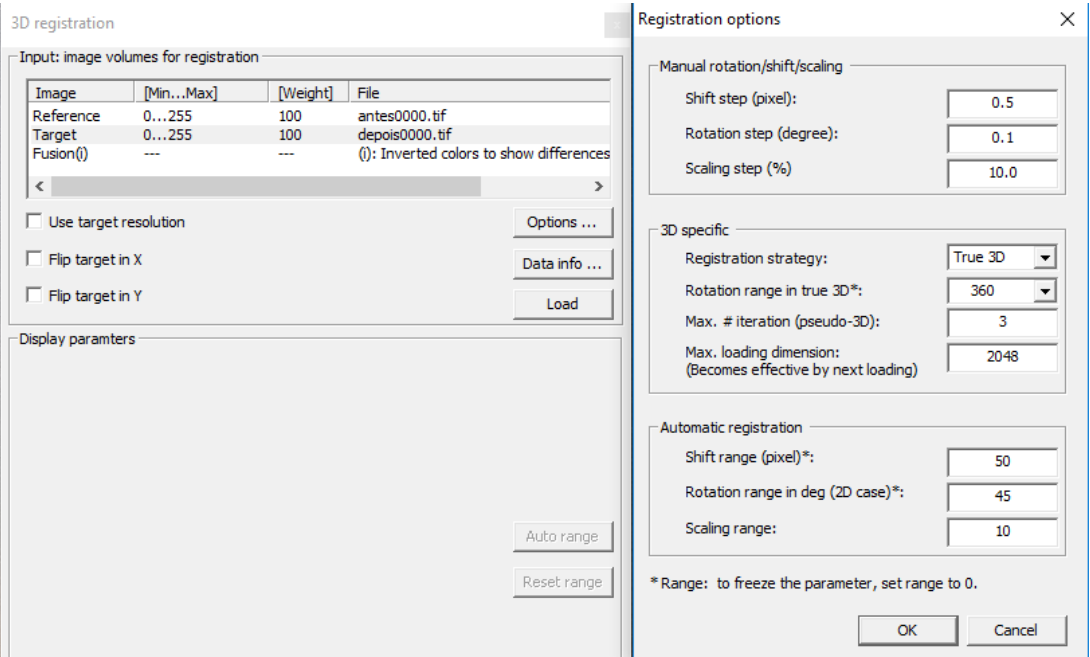 3D registration
Input: image volumes for registration
Image [Min...Max] [Weight] File
Reference 0...255 100 antes0000.tif
Target 0...255 100 depois0000.tif
Fusion(i) --- --- (i): Inverted colors to show differences
Use target resolution
Options ...
Flip target in X
Data info ...
Flip target in Y
Load
Display paramters
Auto range
Reset range
Registration options
Manual rotation/shift/scaling
Shift step (pixel): 0.5
Rotation step (degree): 0.1
Scaling step (%) 10.0
3D specific
Registration strategy: True 3D
Rotation range in true 3D*: 360
Max. # iteration (pseudo-3D): 3
Max. loading dimension: 2048
(Becomes effective by next loading)
Automatic registration
Shift range (pixel)*: 50
Rotation range in deg (2D case)*: 45
Scaling range: 10
* Range: to freeze the parameter, set range to 0.
OK Cancel